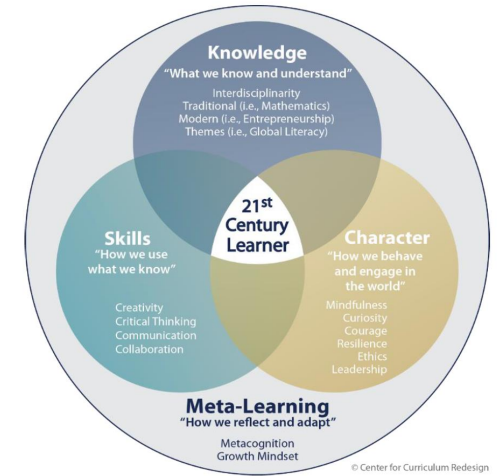 Knowledge
"What we know and understand"
Interdisciplinarity
Traditional (i.e., Mathematics)
Modern (i.e., Entrepreneurship)
Themes (i.e., Global Literacy)
21st
Century
Learner
Skills
"How we use
what we know"
Creativity
Critical Thinking
Communication
Collaboration
Character
"How we behave
and engage in
the world"
Mindfulness
Curiosity
Courage
Resilience
Ethics
Leadership
Meta-Learning
"How we reflect and adapt"
Metacognition
Growth Mindset
© Center for Curriculum Redesign